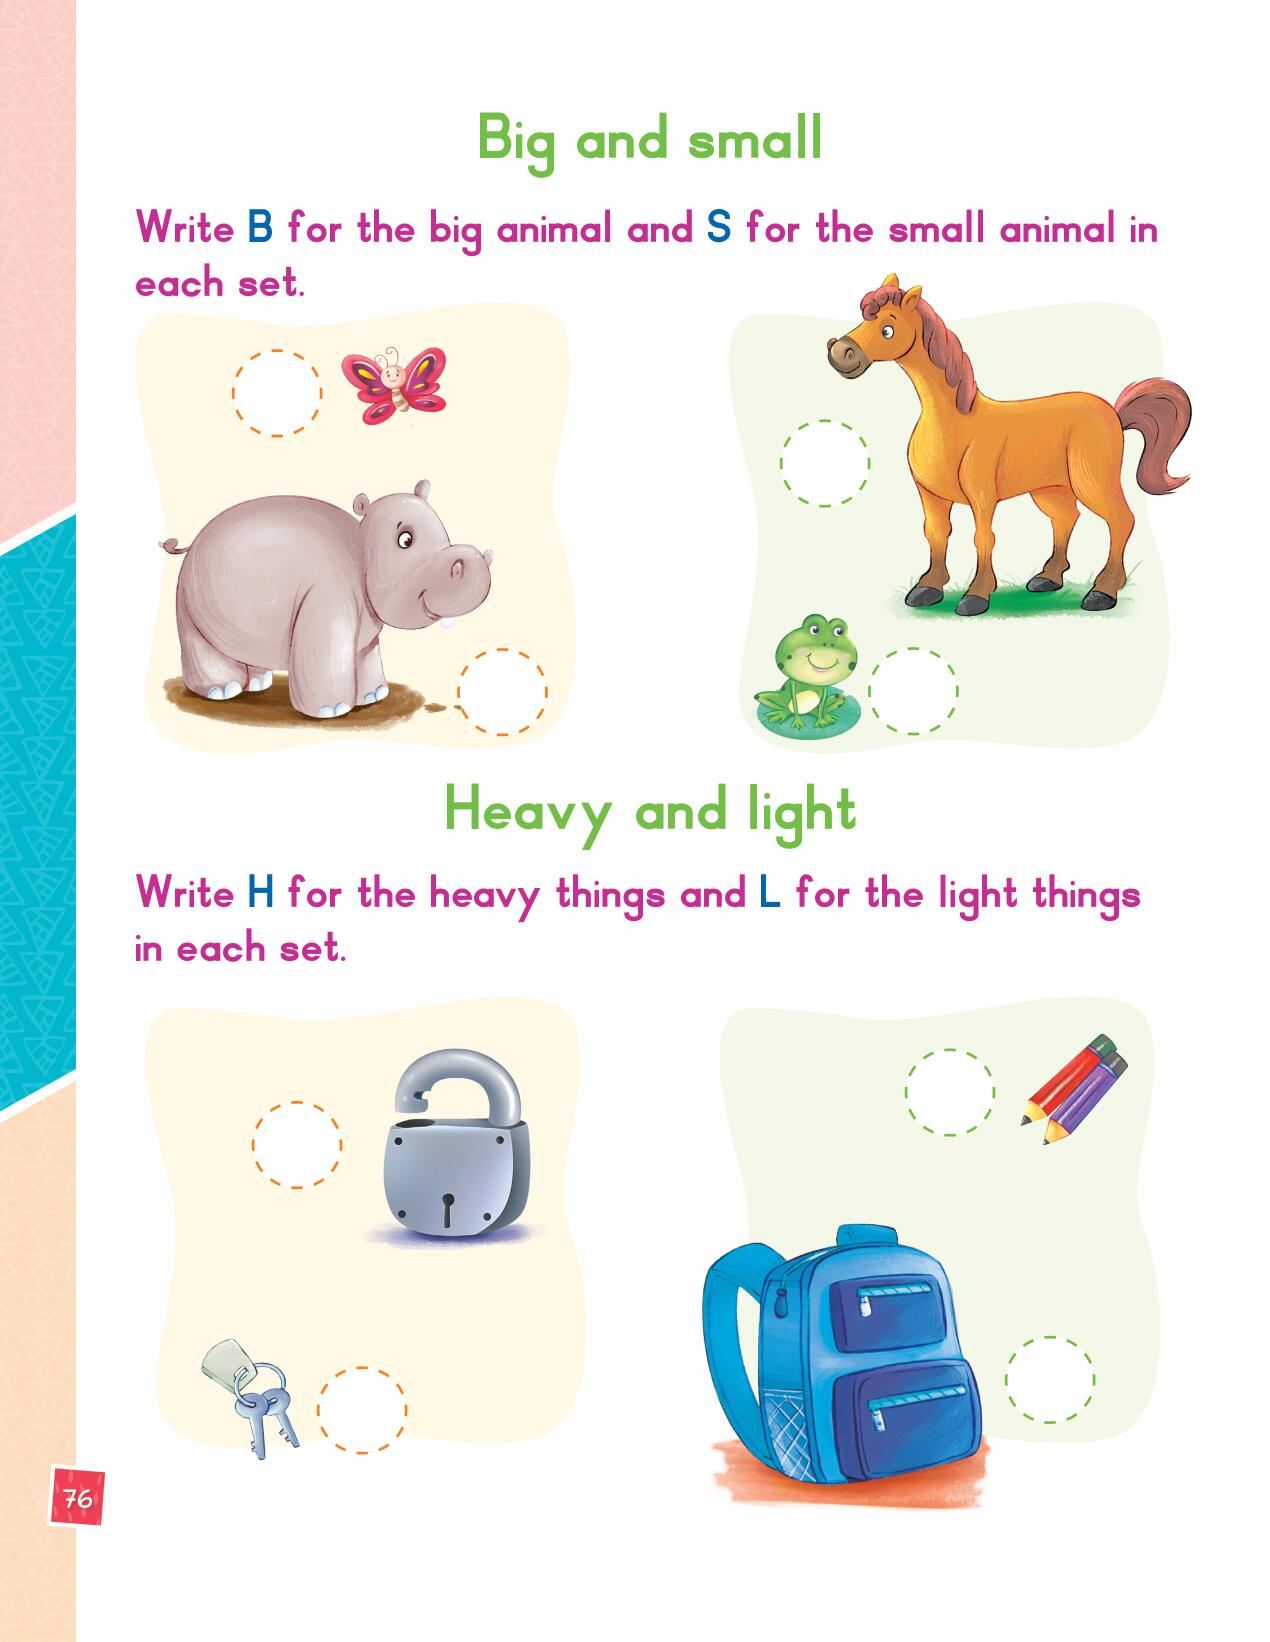 Big and small
Write B for the big animal and S for the small animal in
each set.
Heavy and light
Write H for the heavy things and L for the light things
in each set.
76